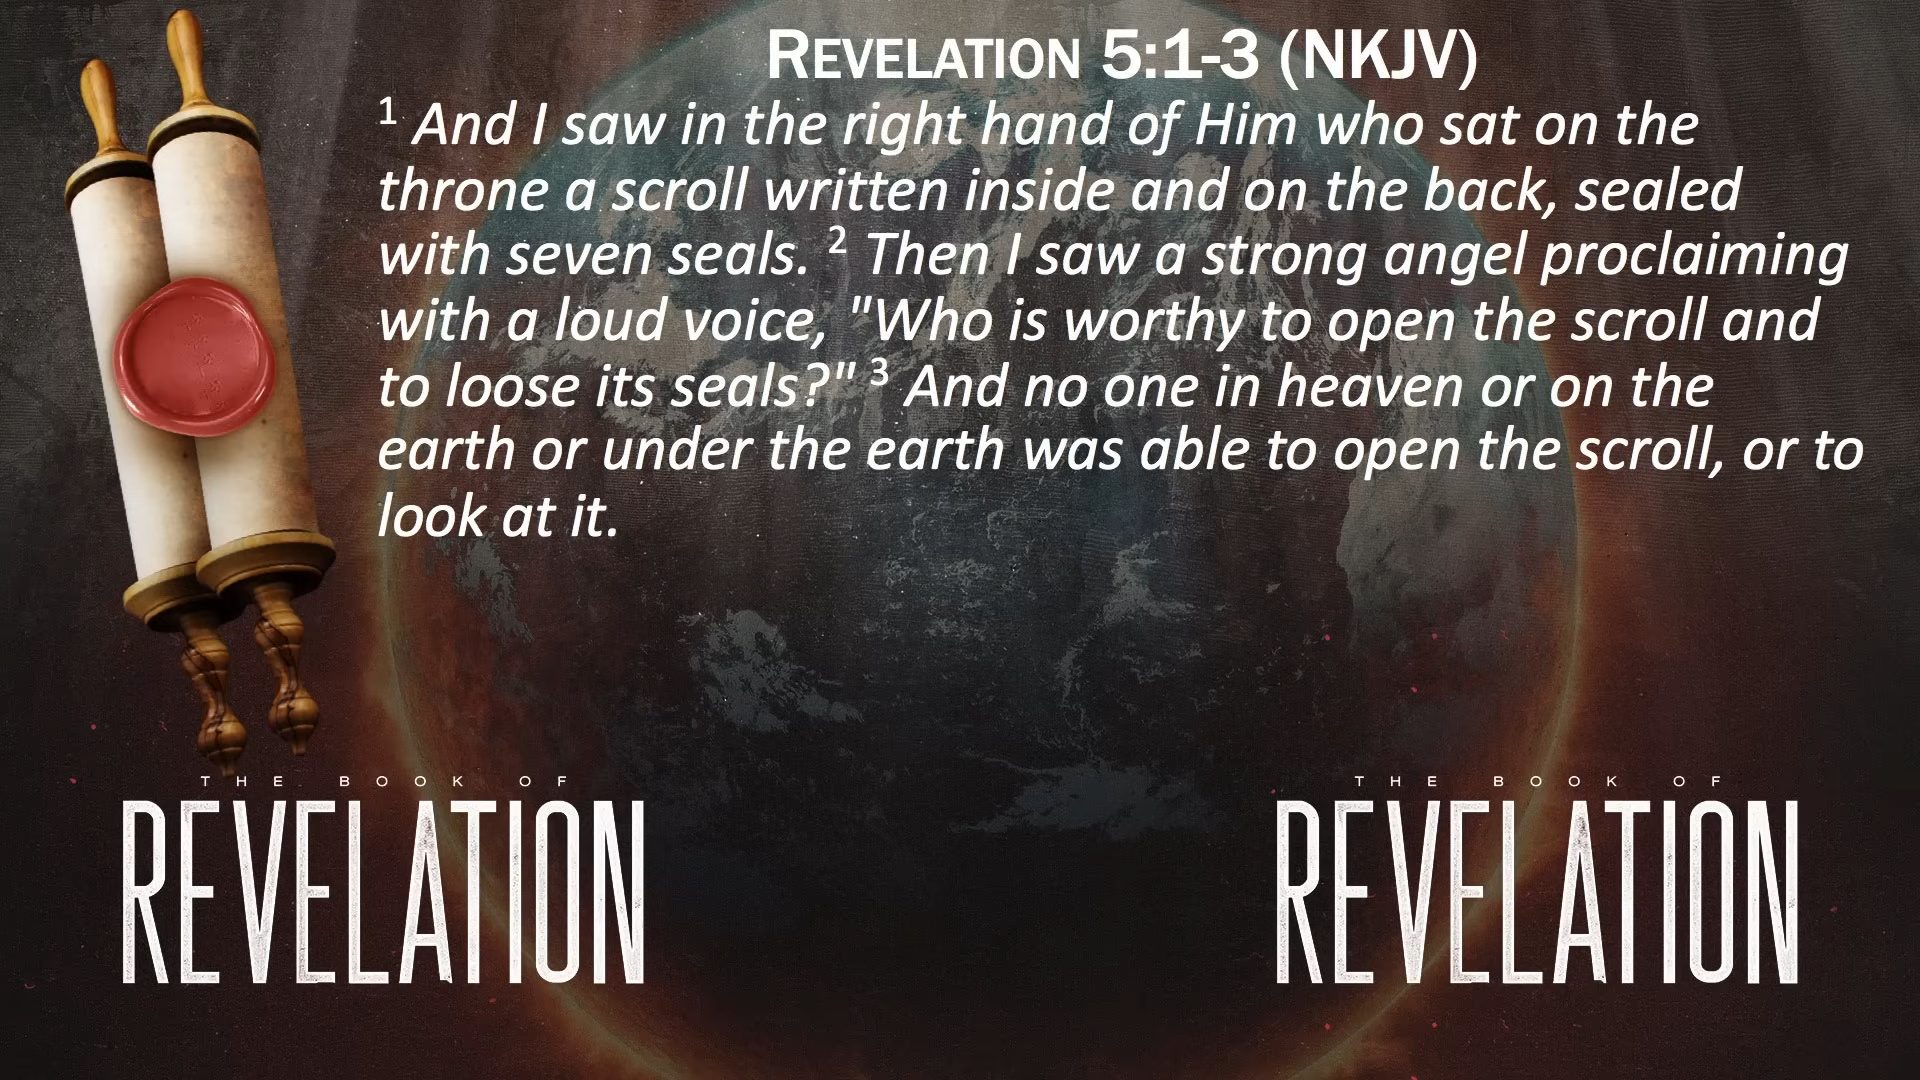 REVELATION 5:1-3 (NKJV)
1 And I saw in the right hand of Him who sat on the
throne a scroll written inside and on the back, sealed
with seven seals. 2 Then I saw a strong angel proclaiming
with a loud voice, "Who is worthy to open the scroll and
to loose its seals?" 3 And no one in heaven or on the
earth or under the earth was able to open the scroll, or to
look at it.
THE BOOK OF
REVELATION
THE BOOK OF
REVELATION